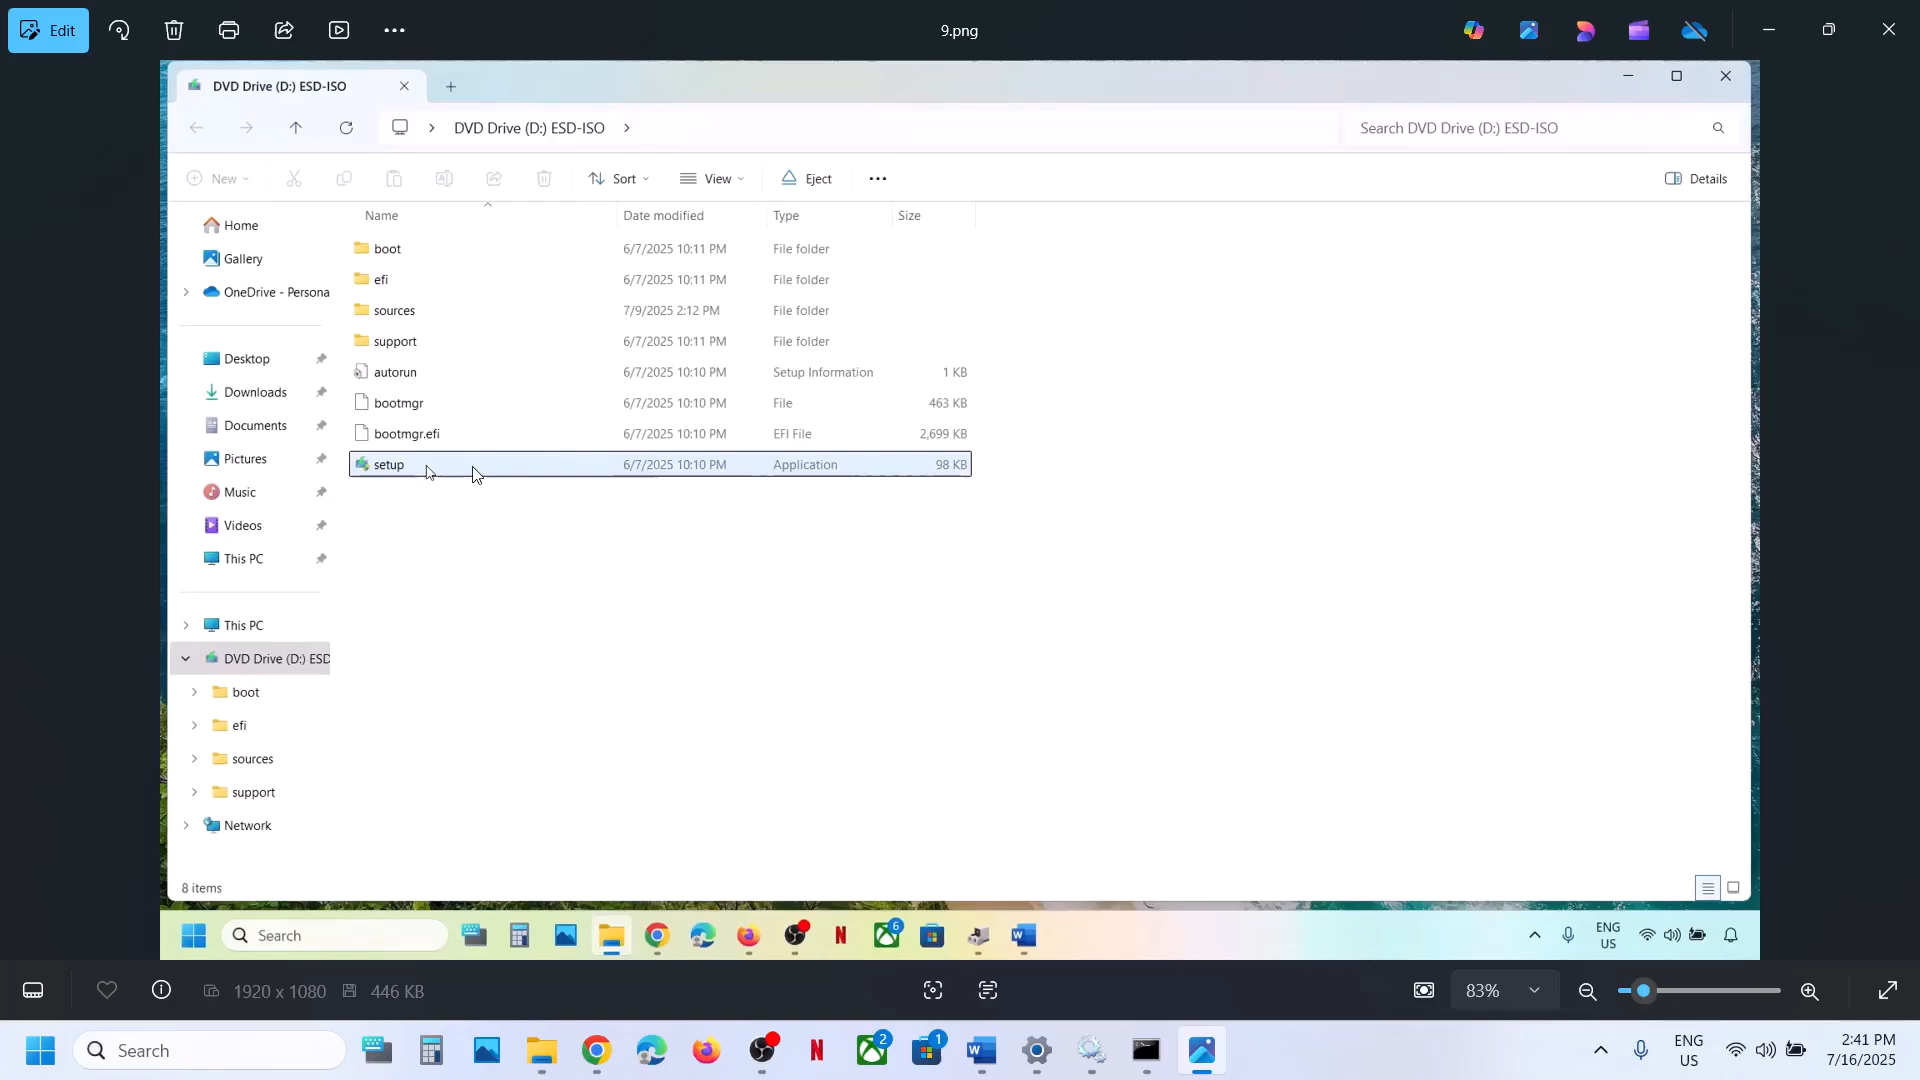 Edit
9.png
DVD Drive (D:) ESD-ISO
DVD Drive (D:) ESD-ISO
Search DVD Drive (D:) ESD-ISO
New
Sort
View
Eject
Details
Name Date modified Type Size
boot 6/7/2025 10:11 PM File folder
efi 6/7/2025 10:11 PM File folder
sources 7/9/2025 2:12 PM File folder
support 6/7/2025 10:11 PM File folder
autorun 6/7/2025 10:10 PM Setup Information 1 KB
bootmgr 6/7/2025 10:10 PM File 463 KB
bootmgr.efi 6/7/2025 10:10 PM EFI File 2,699 KB
setup 6/7/2025 10:10 PM Application 98 KB
Home
Gallery
OneDrive - Persona
Desktop
Downloads
Documents
Pictures
Music
Videos
This PC
This PC
DVD Drive (D:) ESD
boot
efi
sources
support
Network
8 items
Search
6
ENG
US
1920 x 1080
446 KB
83%
Search
2
1
ENG
US
2:41 PM
7/16/2025